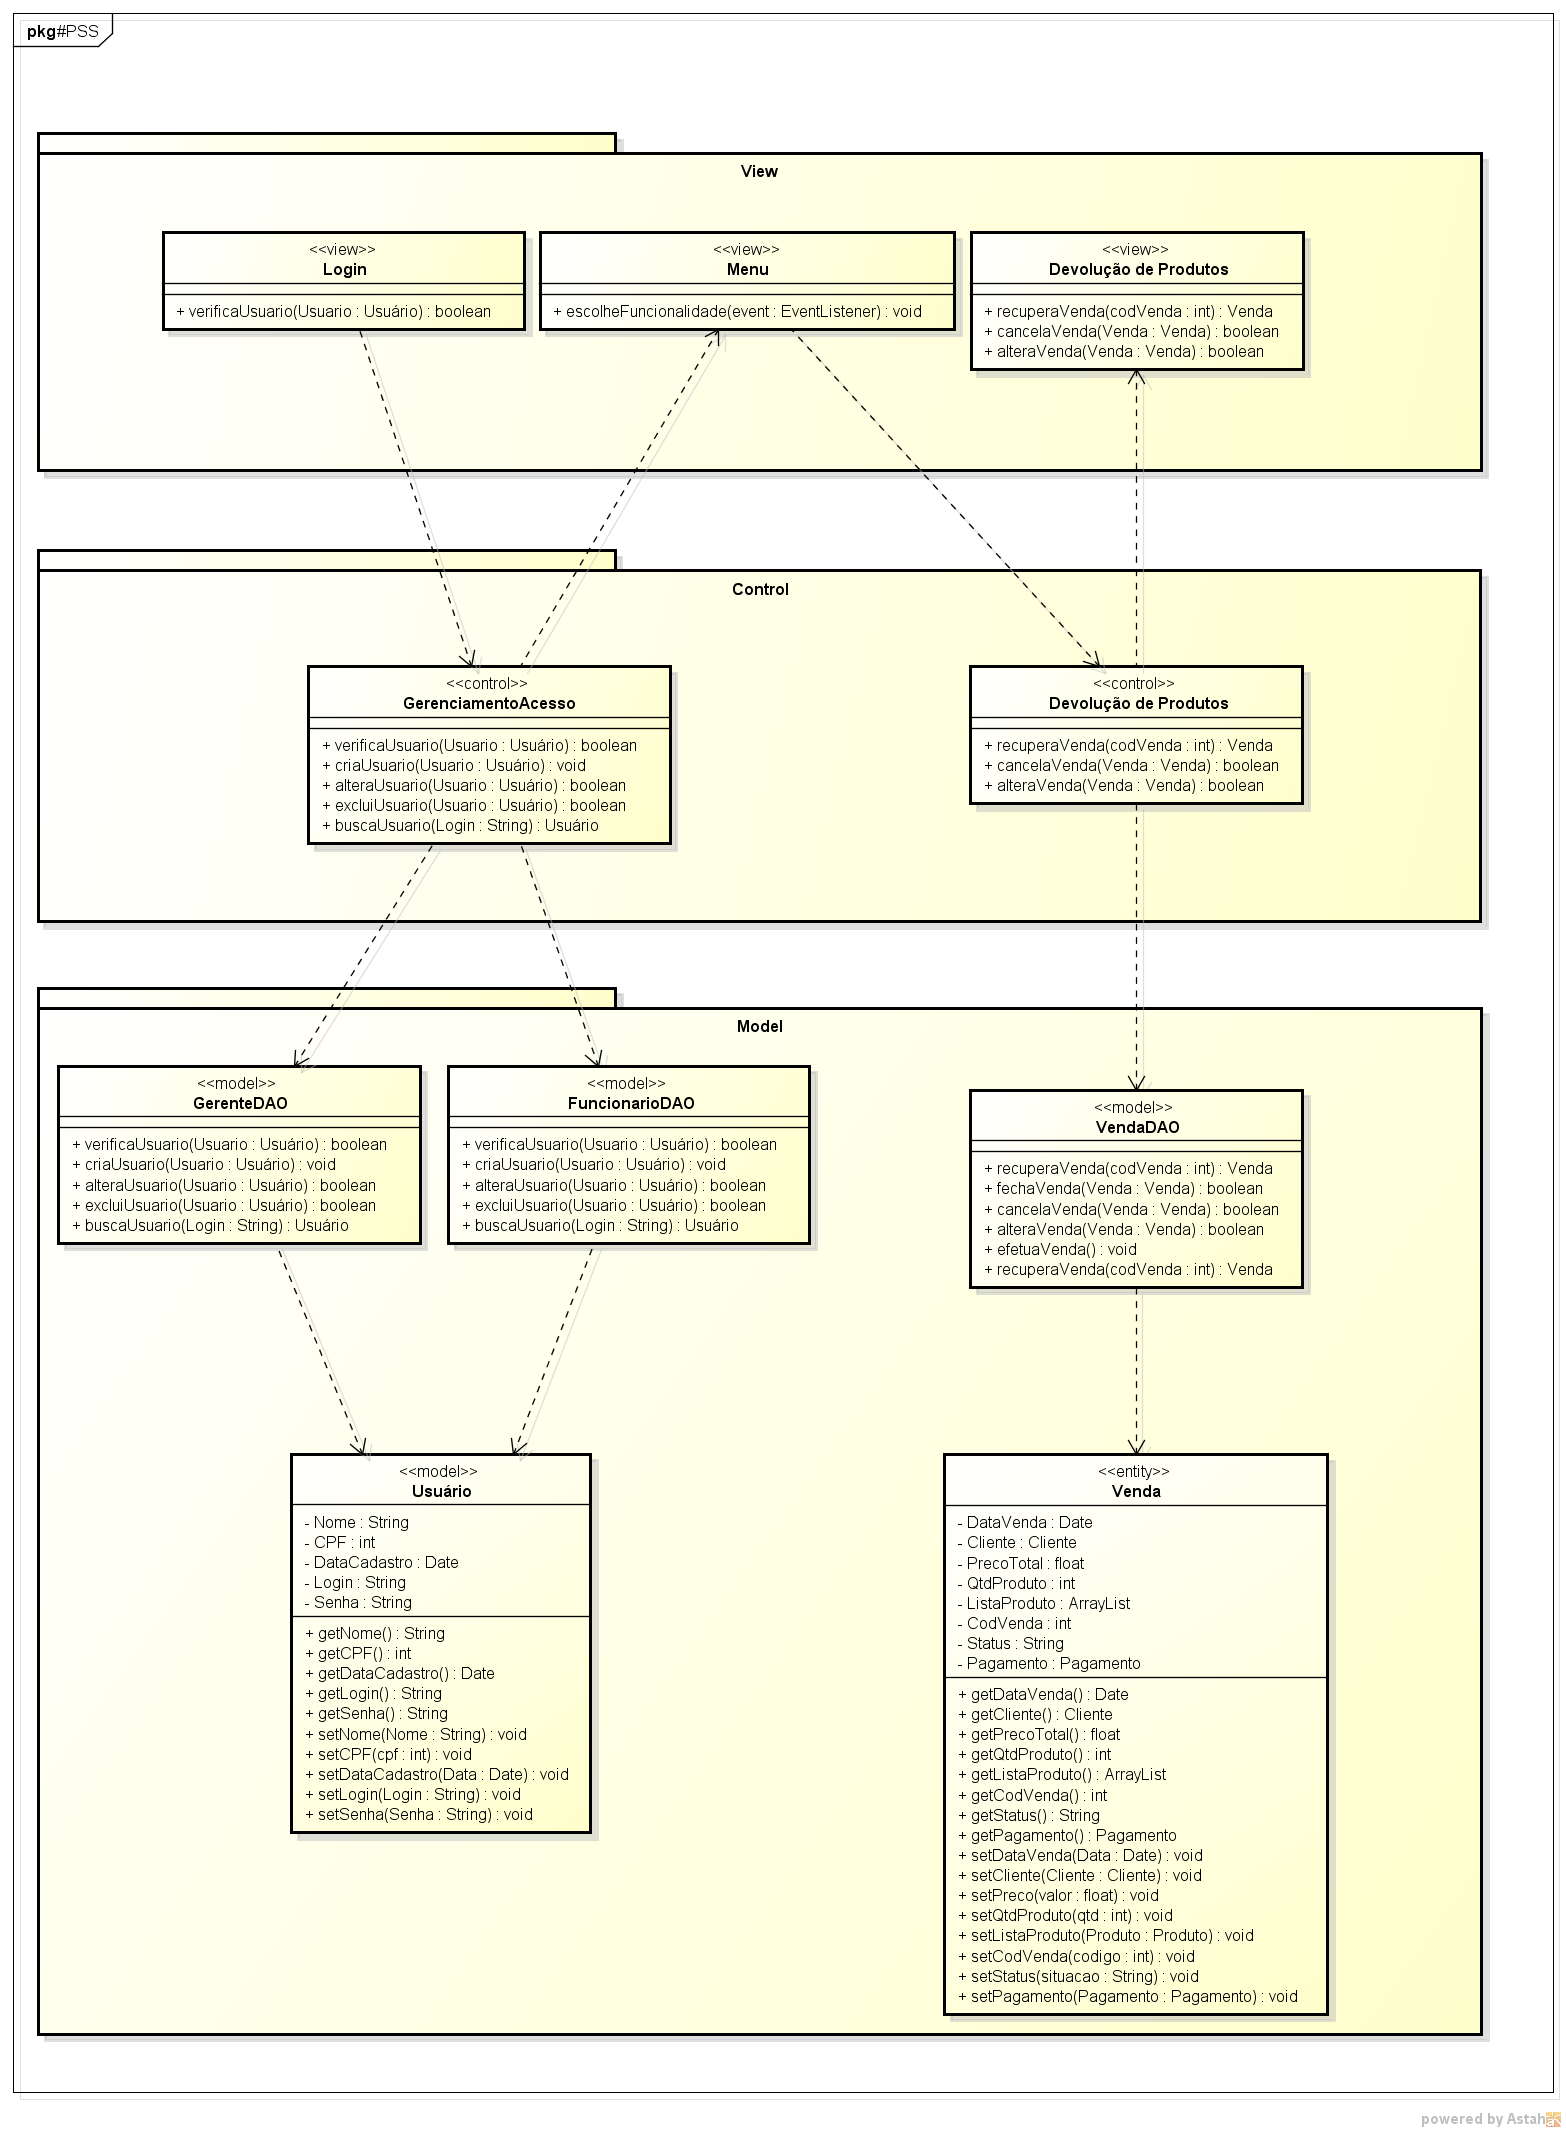 pkg#PSS
View
<<view>>
Login
+ verificaUsuario(Usuario : Usuário) : boolean
<<view>>
Menu
+ escolheFuncionalidade(event : EventListener) : void
<<view>>
Devolução de Produtos
+ recuperaVenda(codVenda : int) : Venda
+ cancelaVenda(Venda : Venda) : boolean
+ alteraVenda(Venda : Venda) : boolean
Control
<<control>>
GerenciamentoAcesso
+ verificaUsuario(Usuario : Usuário) : boolean
+ criaUsuario(Usuario : Usuário) : void
+ alteraUsuario(Usuario : Usuário) : boolean
+ excluiUsuario(Usuario : Usuário) : boolean
+ buscaUsuario(Login : String) : Usuário
<<control>>
Devolução de Produtos
+ recuperaVenda(codVenda : int) : Venda
+ cancelaVenda(Venda : Venda) : boolean
+ alteraVenda(Venda : Venda) : boolean
Model
<<model>>
GerenteDAO
+ verificaUsuario(Usuario : Usuário) : boolean
+ criaUsuario(Usuario : Usuário) : void
+ alteraUsuario(Usuario : Usuário) : boolean
+ excluiUsuario(Usuario : Usuário) : boolean
+ buscaUsuario(Login : String) : Usuário
<<model>>
FuncionarioDAO
+ verificaUsuario(Usuario : Usuário) : boolean
+ criaUsuario(Usuario : Usuário) : void
+ alteraUsuario(Usuario : Usuário) : boolean
+ excluiUsuario(Usuario : Usuário) : boolean
+ buscaUsuario(Login : String) : Usuário
<<model>>
VendaDAO
+ recuperaVenda(codVenda : int) : Venda
+ fechaVenda(Venda : Venda) : boolean
+ cancelaVenda(Venda : Venda) : boolean
+ alteraVenda(Venda : Venda) : boolean
+ efetuaVenda() : void
+ recuperaVenda(codVenda : int) : Venda
<<model>>
Usuário
- Nome : String
- CPF : int
- DataCadastro : Date
- Login : String
- Senha : String
+ getNome() : String
+ getCPF() : int
+ getDataCadastro() : Date
+ getLogin() : String
+ getSenha() : String
+ setNome(Nome : String) : void
+ setCPF(cpf : int) : void
+ setDataCadastro(Data : Date) : void
+ setLogin(Login : String) : void
+ setSenha(Senha : String) : void
<<entity>>
Venda
- DataVenda : Date
- Cliente : Cliente
- PrecoTotal : float
- QtdProduto : int
- ListaProduto : ArrayList
- CodVenda : int
- Status : String
- Pagamento : Pagamento
+ getDataVenda() : Date
+ getCliente() : Cliente
+ getPrecoTotal() : float
+ getQtdProduto() : int
+ getListaProduto() : ArrayList
+ getCodVenda() : int
+ getStatus() : String
+ getPagamento() : Pagamento
+ setDataVenda(Data : Date) : void
+ setCliente(Cliente : Cliente) : void
+ setPreco(valor : float) : void
+ setQtdProduto(qtd : int) : void
+ setListaProduto(Produto : Produto) : void
+ setCodVenda(codigo : int) : void
+ setStatus(situacao : String) : void
+ setPagamento(Pagamento : Pagamento) : void
powered by Astah